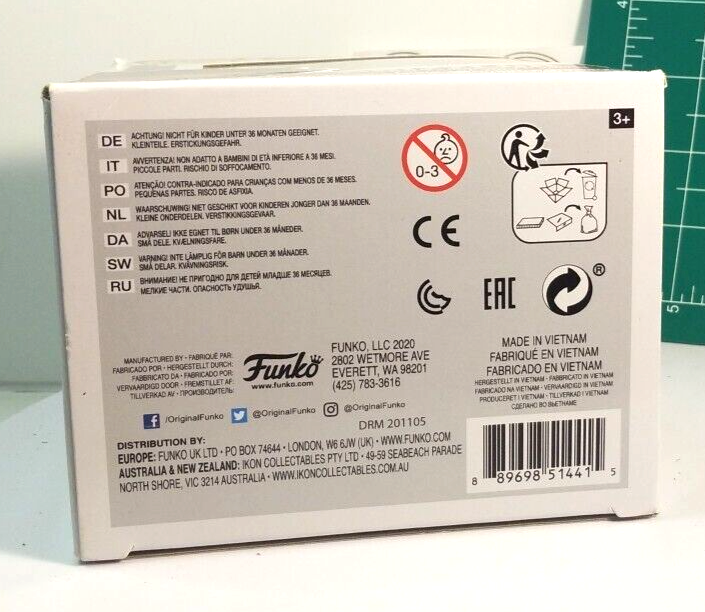 3+
DE ACHTUNG! NICHT FÜR KINDER UNTER 36 MONATEN GEEIGNET.
KLEINTEILE. ERSTICKUNGSGEFAHR.
IT AVVERTENZA! NON ADATTO A BAMBINI DI ETÀ INFERIORE A 36 MESI.
PICCOLE PARTI. RISCHIO DI SOFFOCAMENTO.
PO ATENÇÃO! CONTRA-INDICADO PARA CRIANÇAS COM MENOS DE 36 MESES.
PEQUENAS PARTES. RISCO DE ASFIXIA.
NL WAARSCHUWING! NIET GESCHIKT VOOR KINDEREN JONGER DAN 36 MAANDEN.
KLEINE ONDERDELEN. VERSTIKKINGSGEVAAR.
DA ADVARSEL! IKKE EGNET TIL BØRN UNDER 36 MÅNEDER.
SMÅ DELE. KVÆLNINGSFARE.
SW VARNING! INTE LÄMPLIG FÖR BARN UNDER 36 MÅNADER.
SMÅ DELAR. KVÄVNINGSRISK.
RU ВНИМАНИЕ! НЕ ПРИГОДНО ДЛЯ ДЕТЕЙ МЛАДШЕ 36 МЕСЯЦЕВ.
МЕЛКИЕ ЧАСТИ. ОПАСНОСТЬ УДУШЬЯ.
0-3
CE
EAC
®
MANUFACTURED BY • FABRIQUÉ PAR:
FABRICADO POR • HERGESTELLT DURCH:
FABBRICATO DA • FABRICADO POR:
VERVAARDIGD DOOR • FREMSTILLET AF:
TILLVERKAD AV • ПРОИЗВОДИТЕЛЬ:
Funko
www.funko.com
FUNKO, LLC 2020
2802 WETMORE AVE
EVERETT, WA 98201
(425) 783-3616
MADE IN VIETNAM
FABRIQUÉ EN VIETNAM
FABRICADO EN VIETNAM
HERGESTELLT IN VIETNAM • FABBRICATO IN VIETNAM
FABRICADO NA VIETNAM • VERVAARDIGD IN VIETNAM
PRODUCERET I VIETNAM • TILLVERKAD I VIETNAM
СДЕЛАНО ВО ВЬЕТНАМЕ
f /OriginalFunko @OriginalFunko @OriginalFunko
DRM 201105
DISTRIBUTION BY:
EUROPE: FUNKO UK LTD • PO BOX 74644 • LONDON, W6 6JW (UK) • WWW.FUNKO.COM
AUSTRALIA & NEW ZEALAND: IKON COLLECTABLES PTY LTD • 49-59 SEABEACH PARADE
NORTH SHORE, VIC 3214 AUSTRALIA • WWW.IKONCOLLECTABLES.COM.AU
8 89698 51441 5
4
5